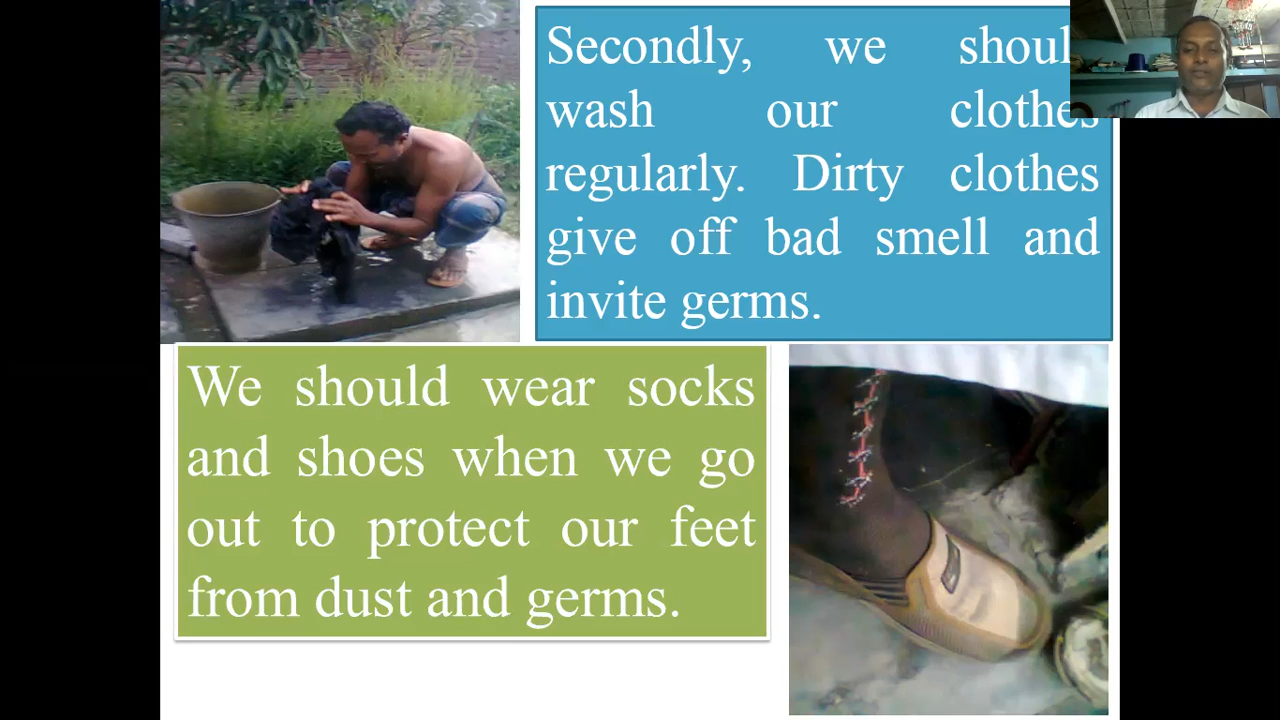 Secondly, we shoul
wash our clothes
regularly. Dirty clothes
give off bad smell and
invite germs.
We should wear socks
and shoes when we go
out to protect our feet
from dust and germs.